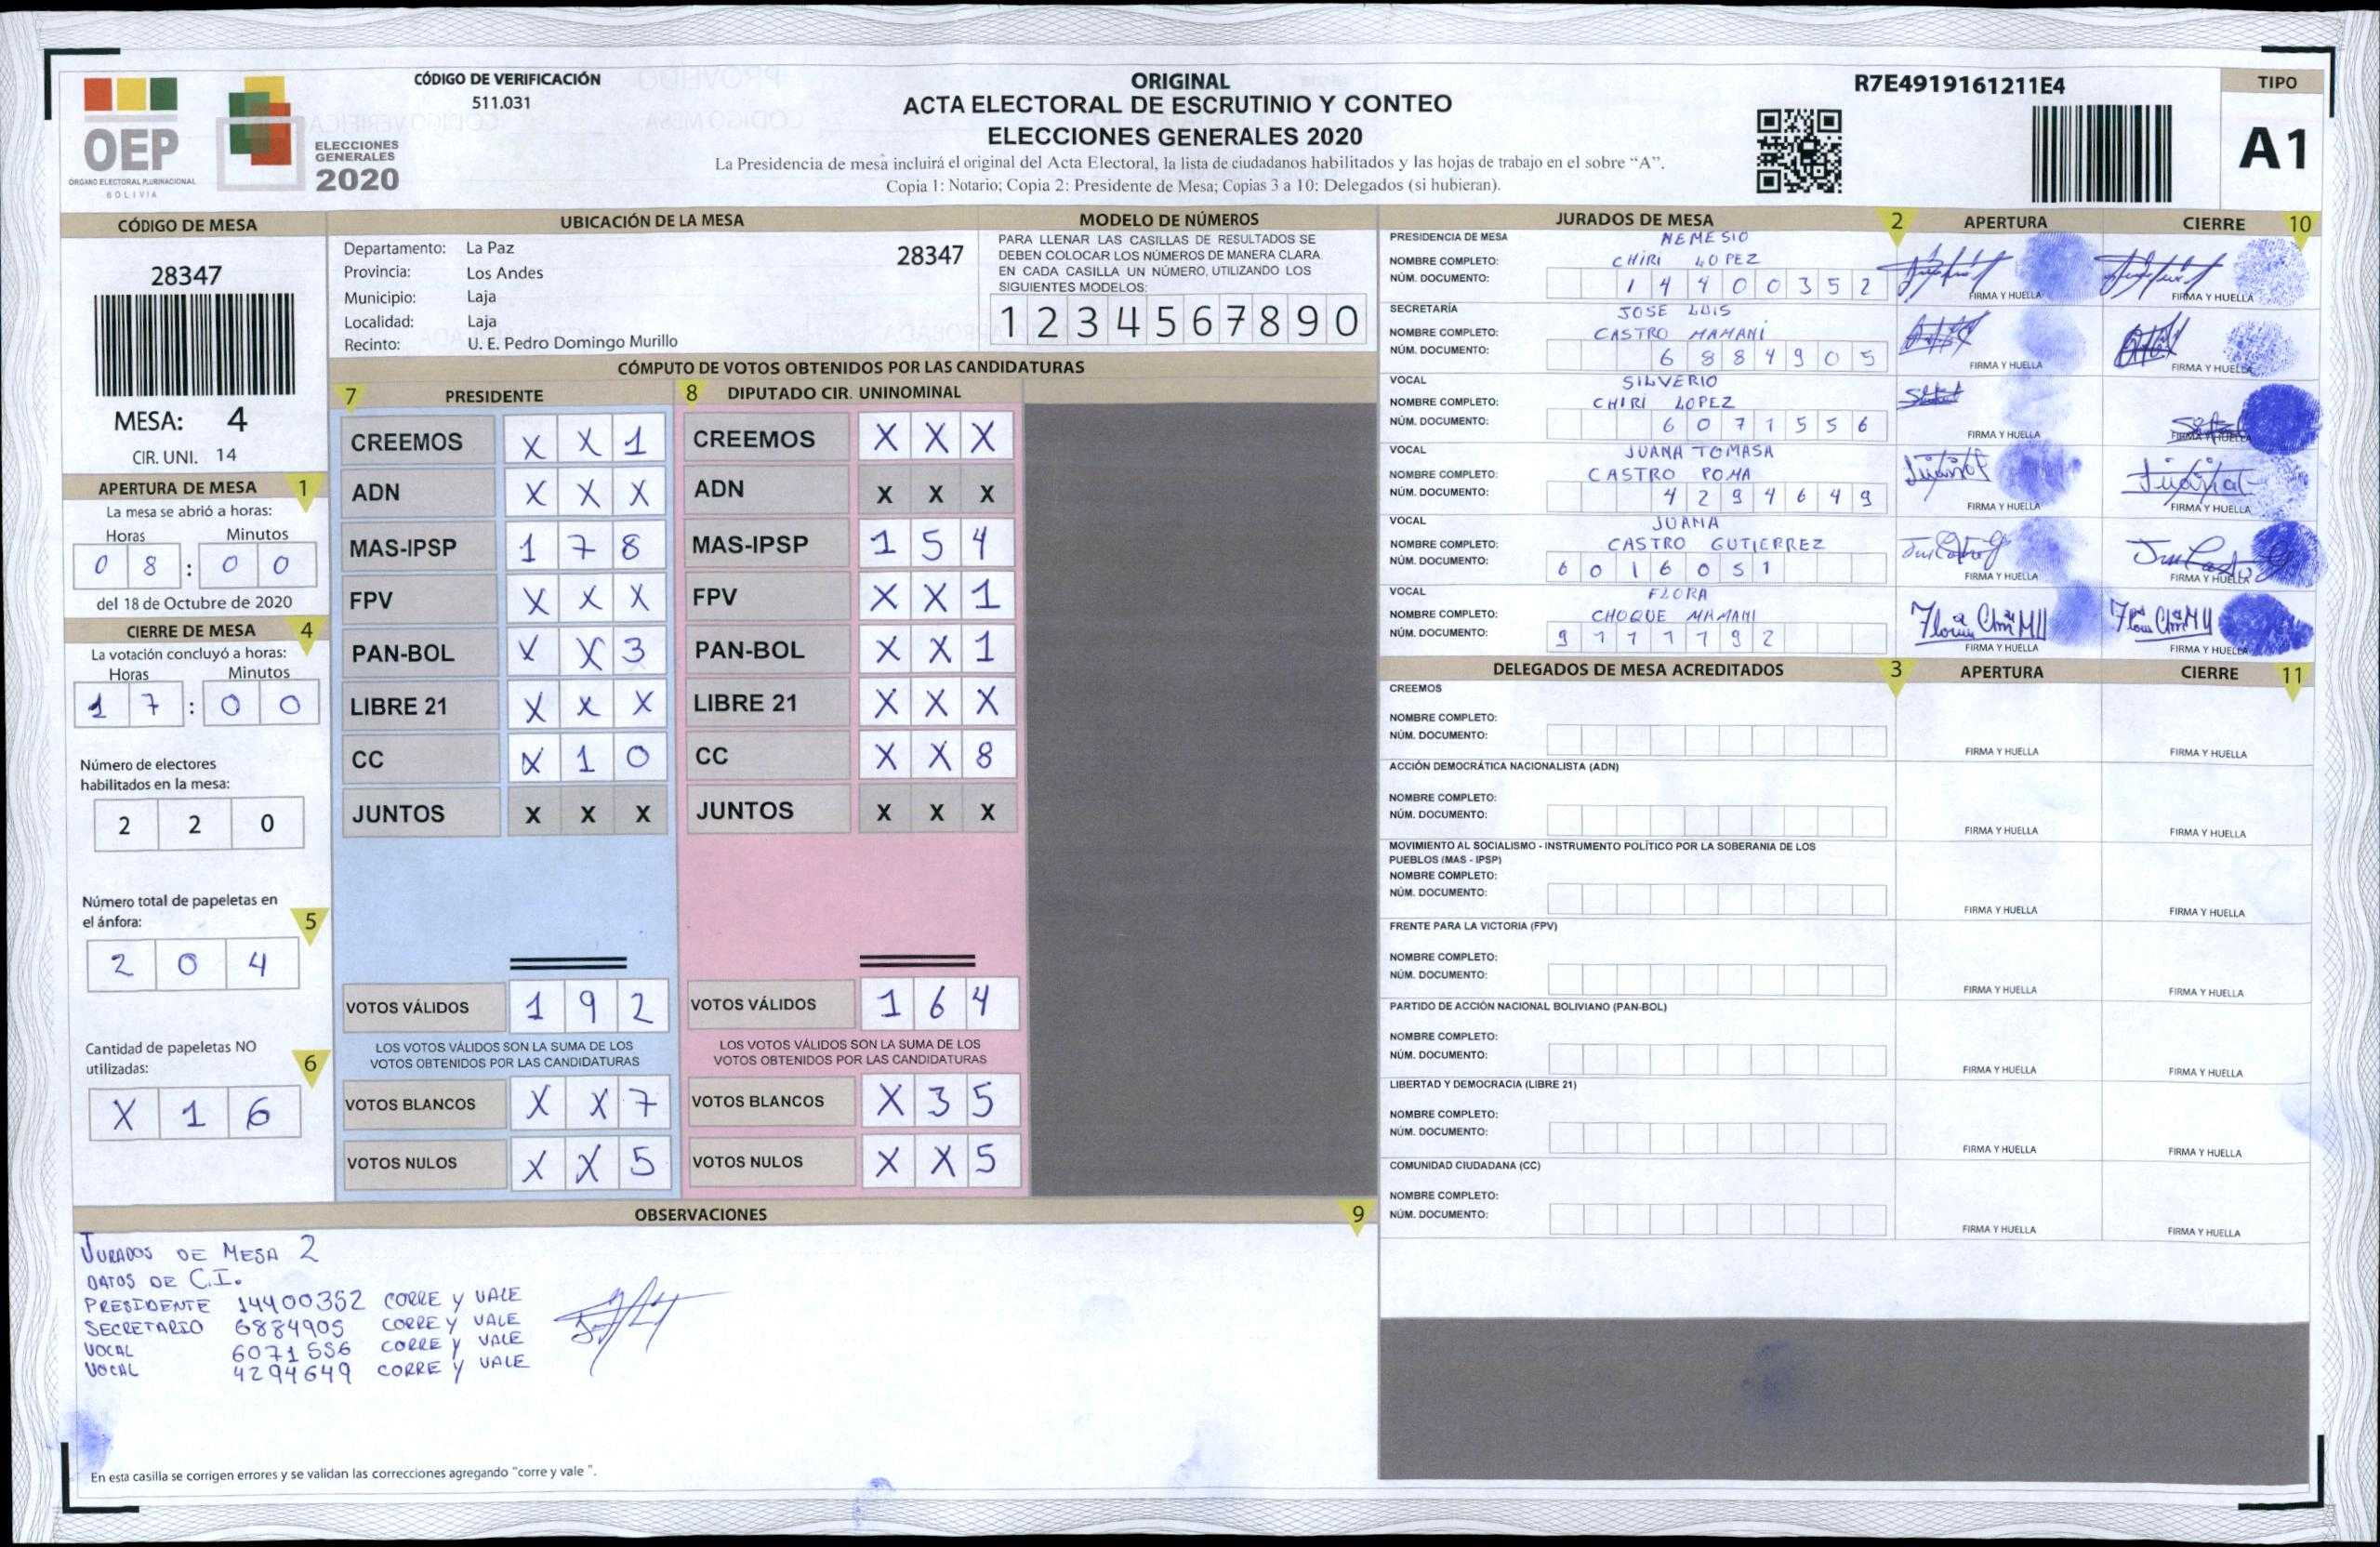 OEP
ÓRGANO ELECTORAL PLURINACIONAL
BOLIVIA
ELECCIONES
GENERALES
2020
CÓDIGO DE VERIFICACIÓN
511.031
ORIGINAL
ACTA ELECTORAL DE ESCRUTINIO Y CONTEO
ELECCIONES GENERALES 2020
La Presidencia de mesa incluirá el original del Acta Electoral, la lista de ciudadanos habilitados y las hojas de trabajo en el sobre “A”.
Copia 1: Notario; Copia 2: Presidente de Mesa; Copias 3 a 10: Delegados (si hubieran).
R7E4919161211E4
TIPO
A1
CÓDIGO DE MESA
28347
MESA: 4
CIR. UNI. 14
APERTURA DE MESA 1
La mesa se abrió a horas:
Horas Minutos
0 8 : 0 0
del 18 de Octubre de 2020
CIERRE DE MESA 4
La votación concluyó a horas:
Horas Minutos
1 7 : 0 0
Número de electores
habilitados en la mesa:
2 2 0
Número total de papeletas en
el ánfora: 5
2 0 4
Cantidad de papeletas NO
utilizadas: 6
X 1 6
UBICACIÓN DE LA MESA
Departamento: La Paz 28347
Provincia: Los Andes
Municipio: Laja
Localidad: Laja
Recinto: U. E. Pedro Domingo Murillo
MODELO DE NÚMEROS
PARA LLENAR LAS CASILLAS DE RESULTADOS SE
DEBEN COLOCAR LOS NÚMEROS DE MANERA CLARA
EN CADA CASILLA UN NÚMERO, UTILIZANDO LOS
SIGUIENTES MODELOS:
1 2 3 4 5 6 7 8 9 0
CÓMPUTO DE VOTOS OBTENIDOS POR LAS CANDIDATURAS
7 PRESIDENTE
CREEMOS X X 1
ADN X X X
MAS-IPSP 1 7 8
FPV X X X
PAN-BOL X X 3
LIBRE 21 X X X
CC X 1 0
JUNTOS X X X
VOTOS VÁLIDOS 1 9 2
LOS VOTOS VÁLIDOS SON LA SUMA DE LOS
VOTOS OBTENIDOS POR LAS CANDIDATURAS
VOTOS BLANCOS X X 7
VOTOS NULOS X X 5
8 DIPUTADO CIR. UNINOMINAL
CREEMOS X X X
ADN X X X
MAS-IPSP 1 5 4
FPV X X 1
PAN-BOL X X 1
LIBRE 21 X X X
CC X X 8
JUNTOS X X X
VOTOS VÁLIDOS 1 6 4
LOS VOTOS VÁLIDOS SON LA SUMA DE LOS
VOTOS OBTENIDOS POR LAS CANDIDATURAS
VOTOS BLANCOS X 3 5
VOTOS NULOS X X 5
OBSERVACIONES 9
JURADOS DE MESA 2
DATOS DE C.I.
PRESIDENTE 14400352 CORRE Y VALE
SECRETARIO 6884905 CORRE Y VALE
VOCAL 6071556 CORRE Y VALE
VOCAL 4294649 CORRE Y VALE
En esta casilla se corrigen errores y se validan las correcciones agregando "corre y vale ".
JURADOS DE MESA 2 APERTURA CIERRE 10
PRESIDENCIA DE MESA NEMESIO
NOMBRE COMPLETO: CHIRI LOPEZ
NÚM. DOCUMENTO: 1 4 4 0 0 3 5 2
FIRMA Y HUELLA FIRMA Y HUELLA
SECRETARÍA JOSE LUIS
NOMBRE COMPLETO: CASTRO MAMANI
NÚM. DOCUMENTO: 6 8 8 4 9 0 5
FIRMA Y HUELLA FIRMA Y HUELLA
VOCAL SILVERIO
NOMBRE COMPLETO: CHIRI LOPEZ
NÚM. DOCUMENTO: 6 0 7 1 5 5 6
FIRMA Y HUELLA FIRMA Y HUELLA
VOCAL JUANA TOMASA
NOMBRE COMPLETO: CASTRO POMA
NÚM. DOCUMENTO: 4 2 9 4 6 4 9
FIRMA Y HUELLA FIRMA Y HUELLA
VOCAL JUANA
NOMBRE COMPLETO: CASTRO GUTIERREZ
NÚM. DOCUMENTO: 6 0 1 6 0 5 1
FIRMA Y HUELLA FIRMA Y HUELLA
VOCAL FLORA
NOMBRE COMPLETO: CHOQUE MAMANI
NÚM. DOCUMENTO: 9 1 1 1 7 9 2
FIRMA Y HUELLA FIRMA Y HUELLA
DELEGADOS DE MESA ACREDITADOS 3 APERTURA CIERRE 11
CREEMOS
NOMBRE COMPLETO:
NÚM. DOCUMENTO:
FIRMA Y HUELLA FIRMA Y HUELLA
ACCIÓN DEMOCRÁTICA NACIONALISTA (ADN)
NOMBRE COMPLETO:
NÚM. DOCUMENTO:
FIRMA Y HUELLA FIRMA Y HUELLA
MOVIMIENTO AL SOCIALISMO - INSTRUMENTO POLÍTICO POR LA SOBERANIA DE LOS
PUEBLOS (MAS - IPSP)
NOMBRE COMPLETO:
NÚM. DOCUMENTO:
FIRMA Y HUELLA FIRMA Y HUELLA
FRENTE PARA LA VICTORIA (FPV)
NOMBRE COMPLETO:
NÚM. DOCUMENTO:
FIRMA Y HUELLA FIRMA Y HUELLA
PARTIDO DE ACCIÓN NACIONAL BOLIVIANO (PAN-BOL)
NOMBRE COMPLETO:
NÚM. DOCUMENTO:
FIRMA Y HUELLA FIRMA Y HUELLA
LIBERTAD Y DEMOCRACIA (LIBRE 21)
NOMBRE COMPLETO:
NÚM. DOCUMENTO:
FIRMA Y HUELLA FIRMA Y HUELLA
COMUNIDAD CIUDADANA (CC)
NOMBRE COMPLETO:
NÚM. DOCUMENTO:
FIRMA Y HUELLA FIRMA Y HUELLA